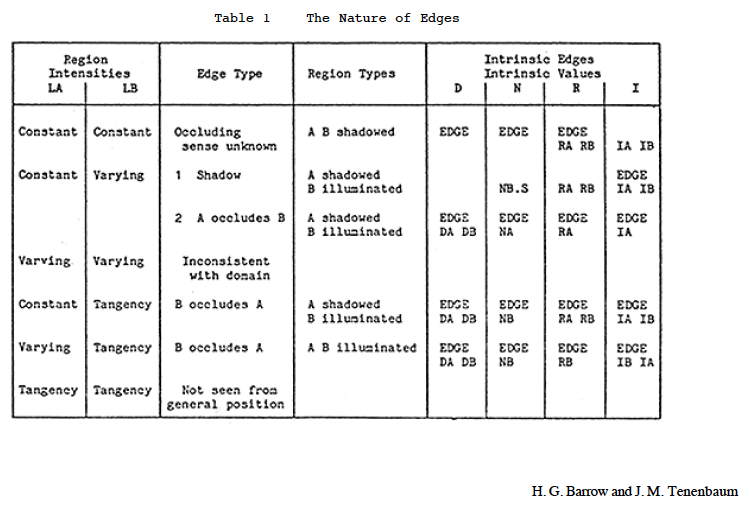 Table 1 The Nature of Edges
Region Intensities Edge Type Region Types Intrinsic Edges Intrinsic Values
LA LB D N R I
Constant Constant Occluding A B shadowed EDGE EDGE EDGE
sense unknown RA RB IA IB
Constant Varying 1 Shadow A shadowed EDGE
B illuminated NB.S RA RB IA IB
2 A occludes B A shadowed EDGE EDGE EDGE EDGE
B illuminated DA DB NA RA IA
Varving Varying Inconsistent
with domain
Constant Tangency B occludes A A shadowed EDGE EDGE EDGE EDGE
B illuminated DA DB NB RA RB IA IB
Varying Tangency B occludes A A B illuminated EDGE EDGE EDGE EDGE
DA DB NB RB IB IA
Tangency Tangency Not seen from
general position
H. G. Barrow and J. M. Tenenbaum